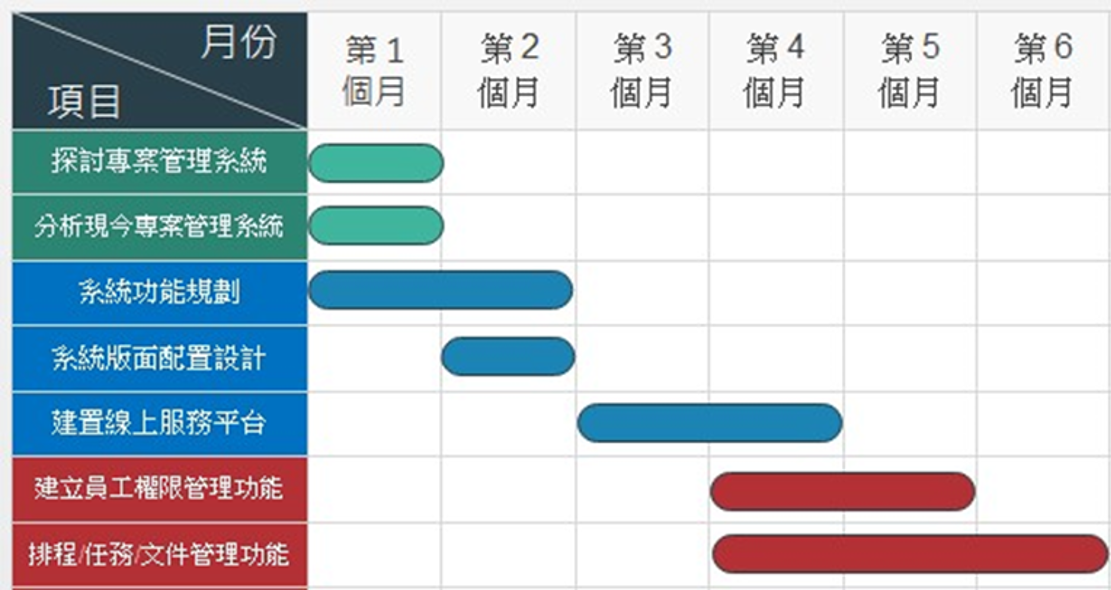 月份
項目
第 1
個月
第 2
個月
第 3
個月
第 4
個月
第 5
個月
第 6
個月
探討專案管理系統
分析現今專案管理系統
系統功能規劃
系統版面配置設計
建置線上服務平台
建立員工權限管理功能
排程/任務/文件管理功能